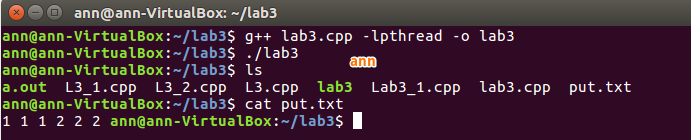 ann@ann-VirtualBox: ~/lab3
ann@ann-VirtualBox:~/lab3$ g++ lab3.cpp -lpthread -o lab3
ann@ann-VirtualBox:~/lab3$ ./lab3
ann@ann-VirtualBox:~/lab3$ ls
ann
a.out  L3_1.cpp  L3_2.cpp  L3.cpp  lab3  Lab3_1.cpp  lab3.cpp  put.txt
ann@ann-VirtualBox:~/lab3$ cat put.txt
1 1 1 2 2 2 ann@ann-VirtualBox:~/lab3$